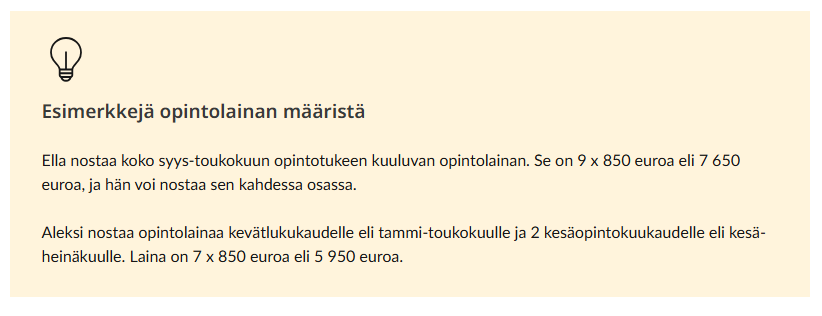 Esimerkkejä opintolainan määristä
Ella nostaa koko syys-toukokuun opintotukeen kuuluvan opintolainan. Se on 9 x 850 euroa eli 7 650
euroa, ja hän voi nostaa sen kahdessa osassa.
Aleksi nostaa opintolainaa kevätlukukaudelle eli tammi-toukokuulle ja 2 kesäopintokuukaudelle eli kesä-
heinäkuulle. Laina on 7 x 850 euroa eli 5 950 euroa.